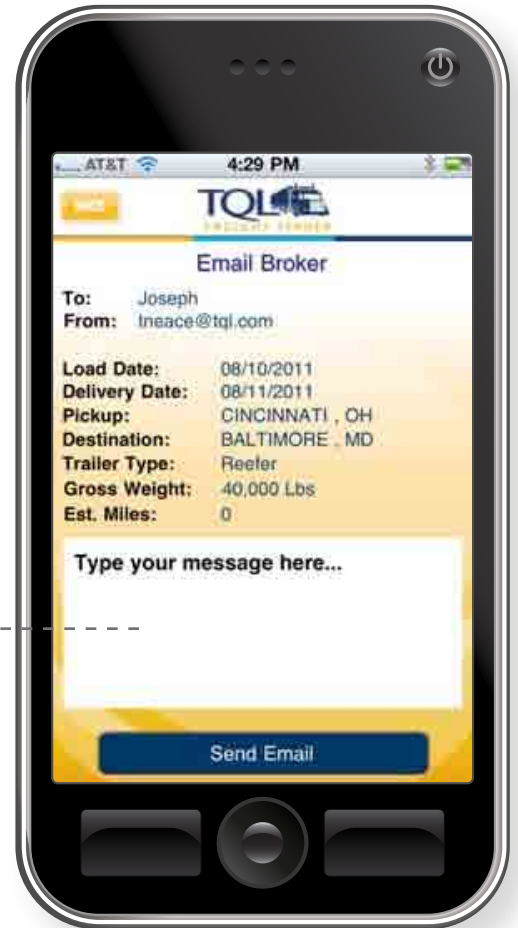 AT&T 4:29 PM
TQL
Email Broker
To: Joseph
From: tneace@tql.com
Load Date: 08/10/2011
Delivery Date: 08/11/2011
Pickup: CINCINNATI , OH
Destination: BALTIMORE , MD
Trailer Type: Reefer
Gross Weight: 40,000 Lbs
Est. Miles: 0
Type your message here...
Send Email